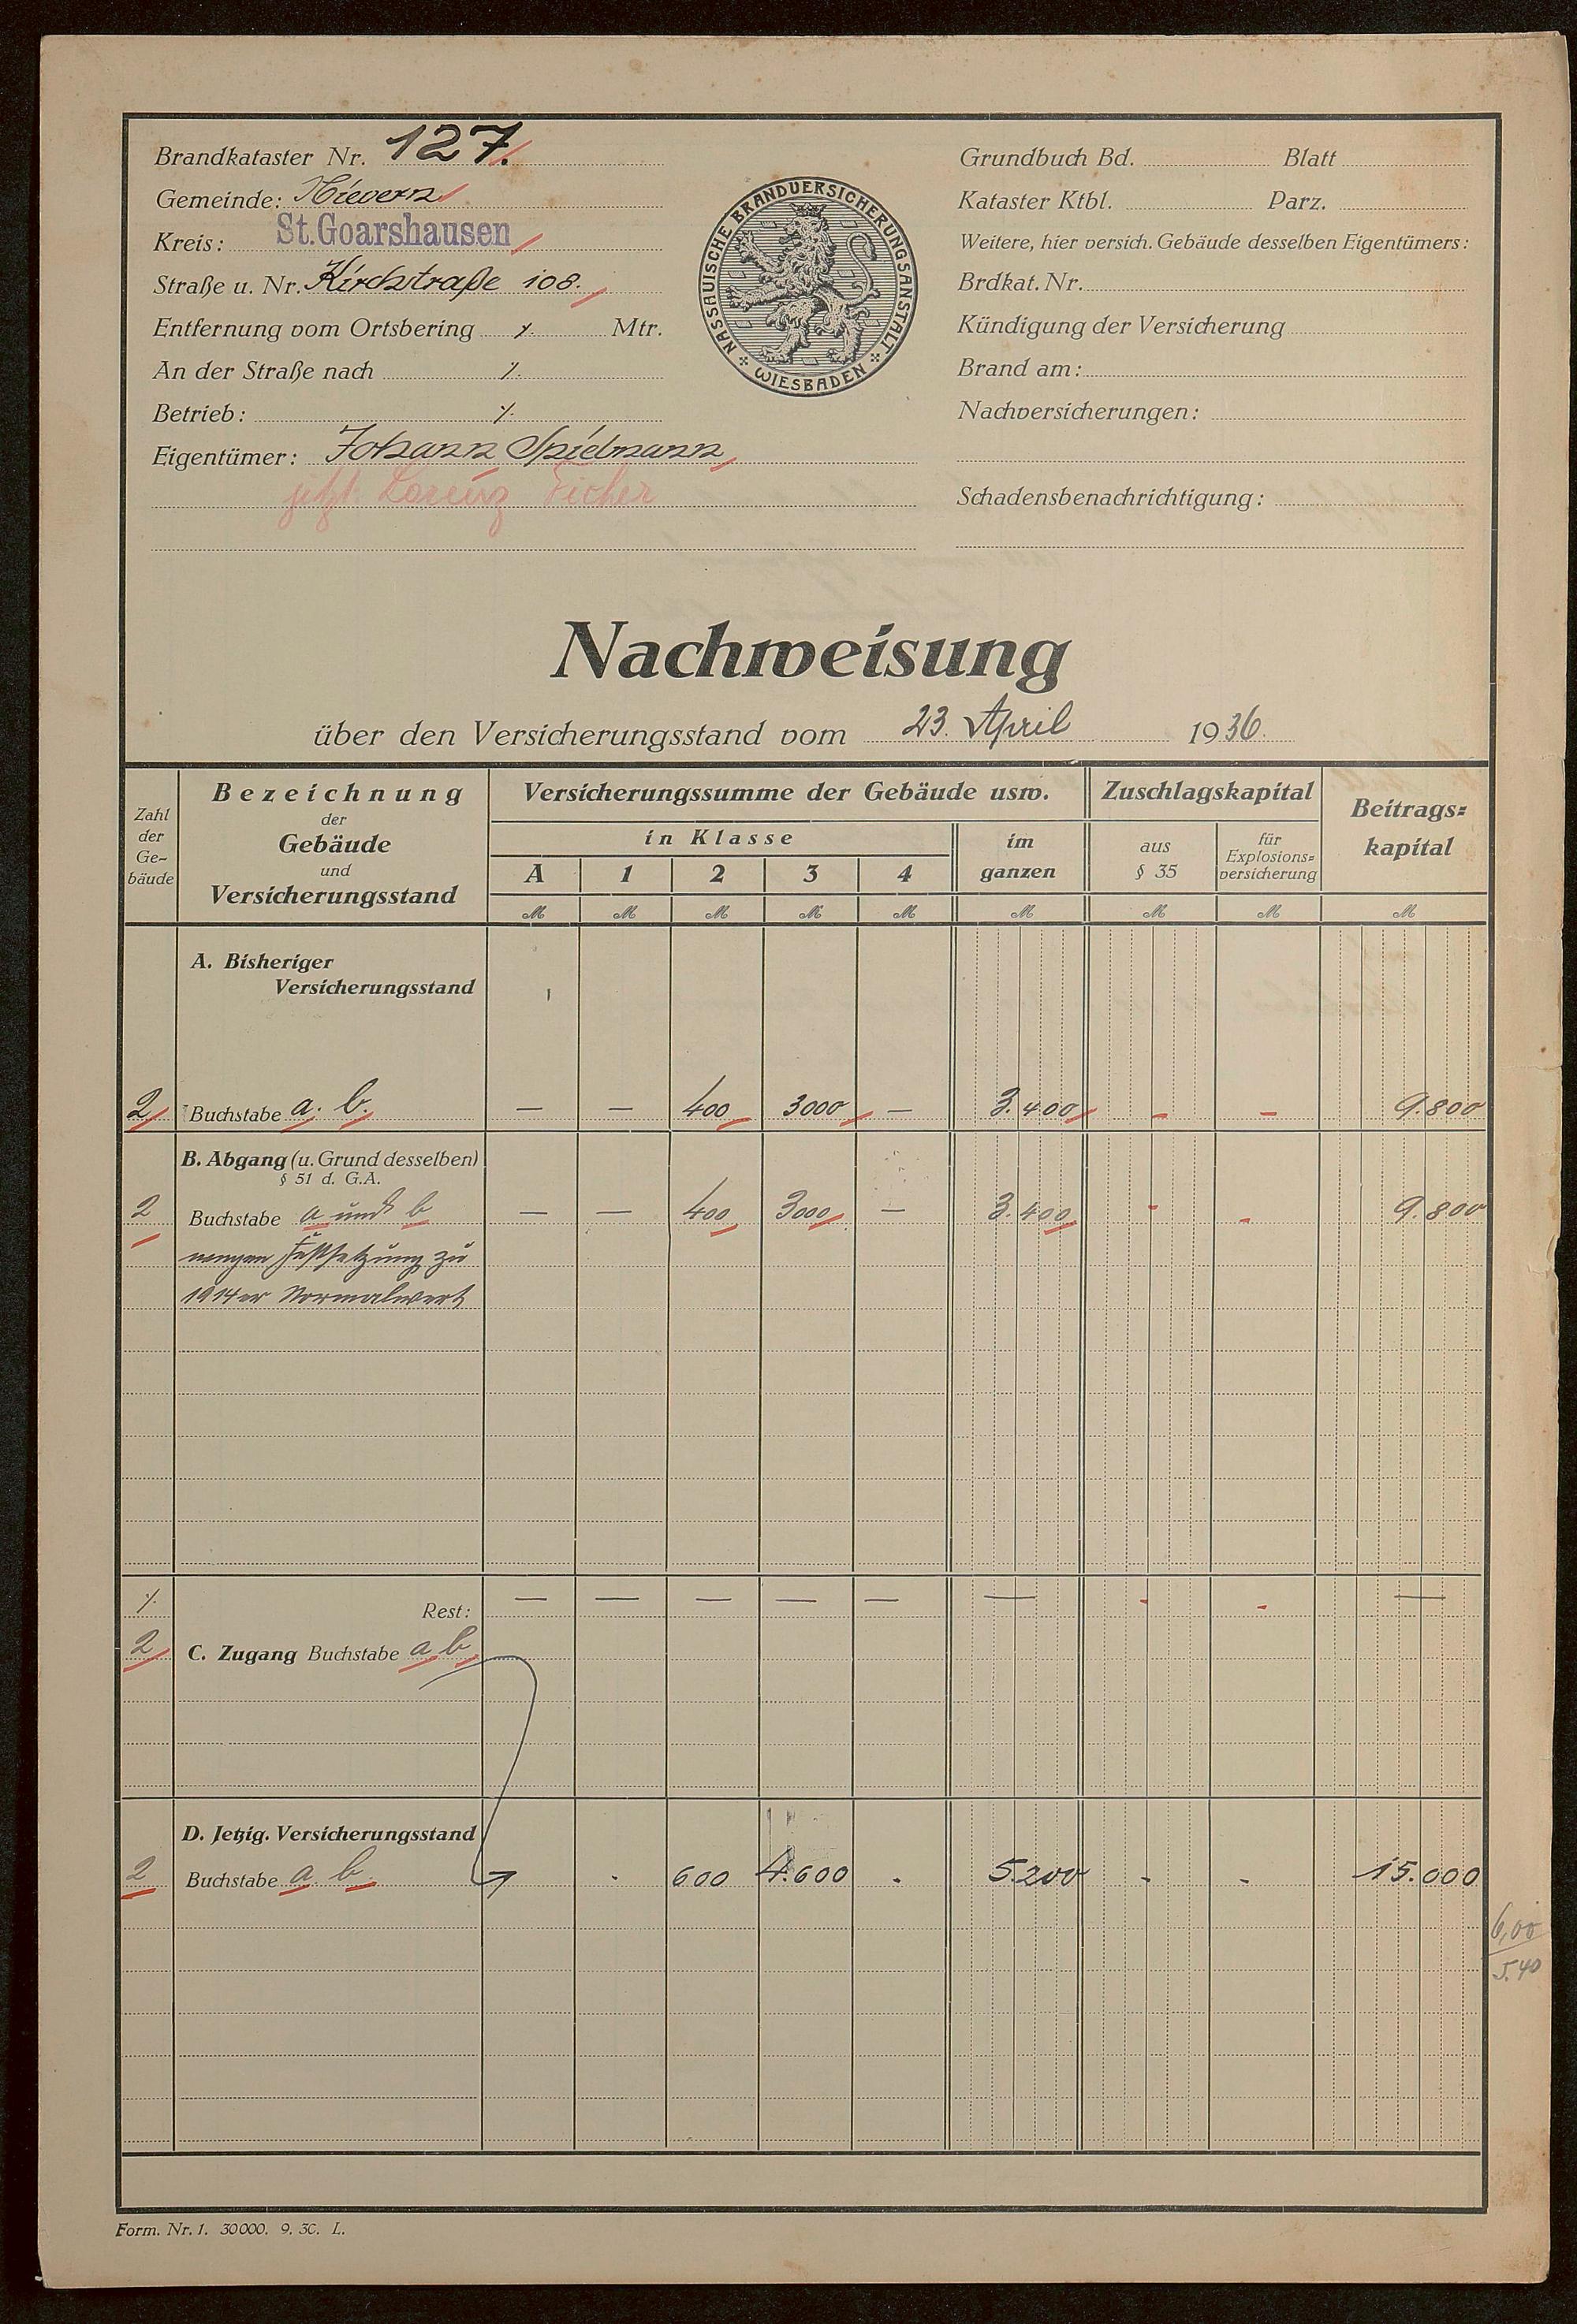 Brandkataster Nr. 127.
Gemeinde: Nievern
Kreis: St. Goarshausen
Straße u. Nr. Kirchstraße 108.
Entfernung vom Ortsbering ⁒ Mtr.
An der Straße nach ⁒
Betrieb: ⁒
Eigentümer: Johann Spielmann
jetzt Lorenz
NASSAUISCHE BRANDVERSICHERUNGSANSTALT
WIESBADEN
Grundbuch Bd. Blatt
Kataster Ktbl. Parz.
Weitere, hier versich. Gebäude desselben Eigentümers:
Brdkat. Nr.
Kündigung der Versicherung
Brand am:
Nachversicherungen:
Schadensbenachrichtigung:
Nachweisung
über den Versicherungsstand vom 23. April 1936.
Zahl der Ge-bäude
Bezeichnung
der
Gebäude
und
Versicherungsstand
Versicherungssumme der Gebäude usw.
in Klasse
A 1 2 3 4
im ganzen
Zuschlagskapital
aus § 35
für Explosions=versicherung
Beitrags=kapital
M M M M M M M M M
A. Bisheriger
Versicherungsstand
2 Buchstabe a. b. — — 400 3000 — 3.400 - - 9.800
B. Abgang (u. Grund desselben)
§ 51 d. G.A.
2 Buchstabe a und b — — 400 3000 — 3.400 - - 9.800
wegen Festsetzung zu
1914er Normalwert
⁒ Rest: — — — — — — - - —
2 C. Zugang Buchstabe a b
D. Jetzig. Versicherungsstand
2 Buchstabe a b . 600 4.600 . 5.200 - - 15.000
6,00
5.40
Form. Nr. 1. 30000. 9. 30. L.